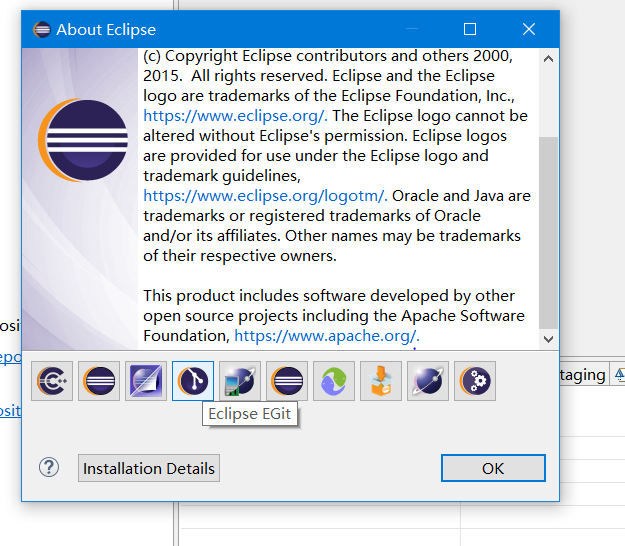 About Eclipse
(c) Copyright Eclipse contributors and others 2000,
2015.  All rights reserved. Eclipse and the Eclipse
logo are trademarks of the Eclipse Foundation, Inc.,
https://www.eclipse.org/. The Eclipse logo cannot be
altered without Eclipse's permission. Eclipse logos
are provided for use under the Eclipse logo and
trademark guidelines,
https://www.eclipse.org/logotm/. Oracle and Java are
trademarks or registered trademarks of Oracle
and/or its affiliates. Other names may be trademarks
of their respective owners.
This product includes software developed by other
open source projects including the Apache Software
Foundation, https://www.apache.org/.
osi
epo
osit
taging
Eclipse EGit
Installation Details
OK